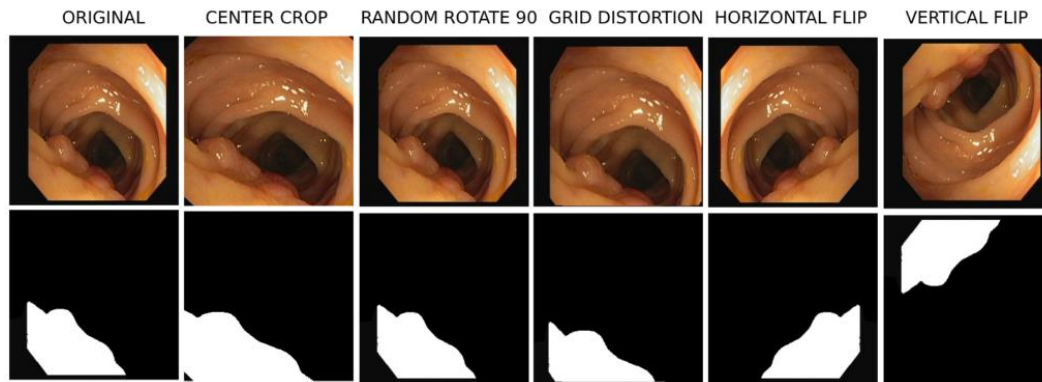 ORIGINAL
CENTER CROP
RANDOM ROTATE 90
GRID DISTORTION
HORIZONTAL FLIP
VERTICAL FLIP